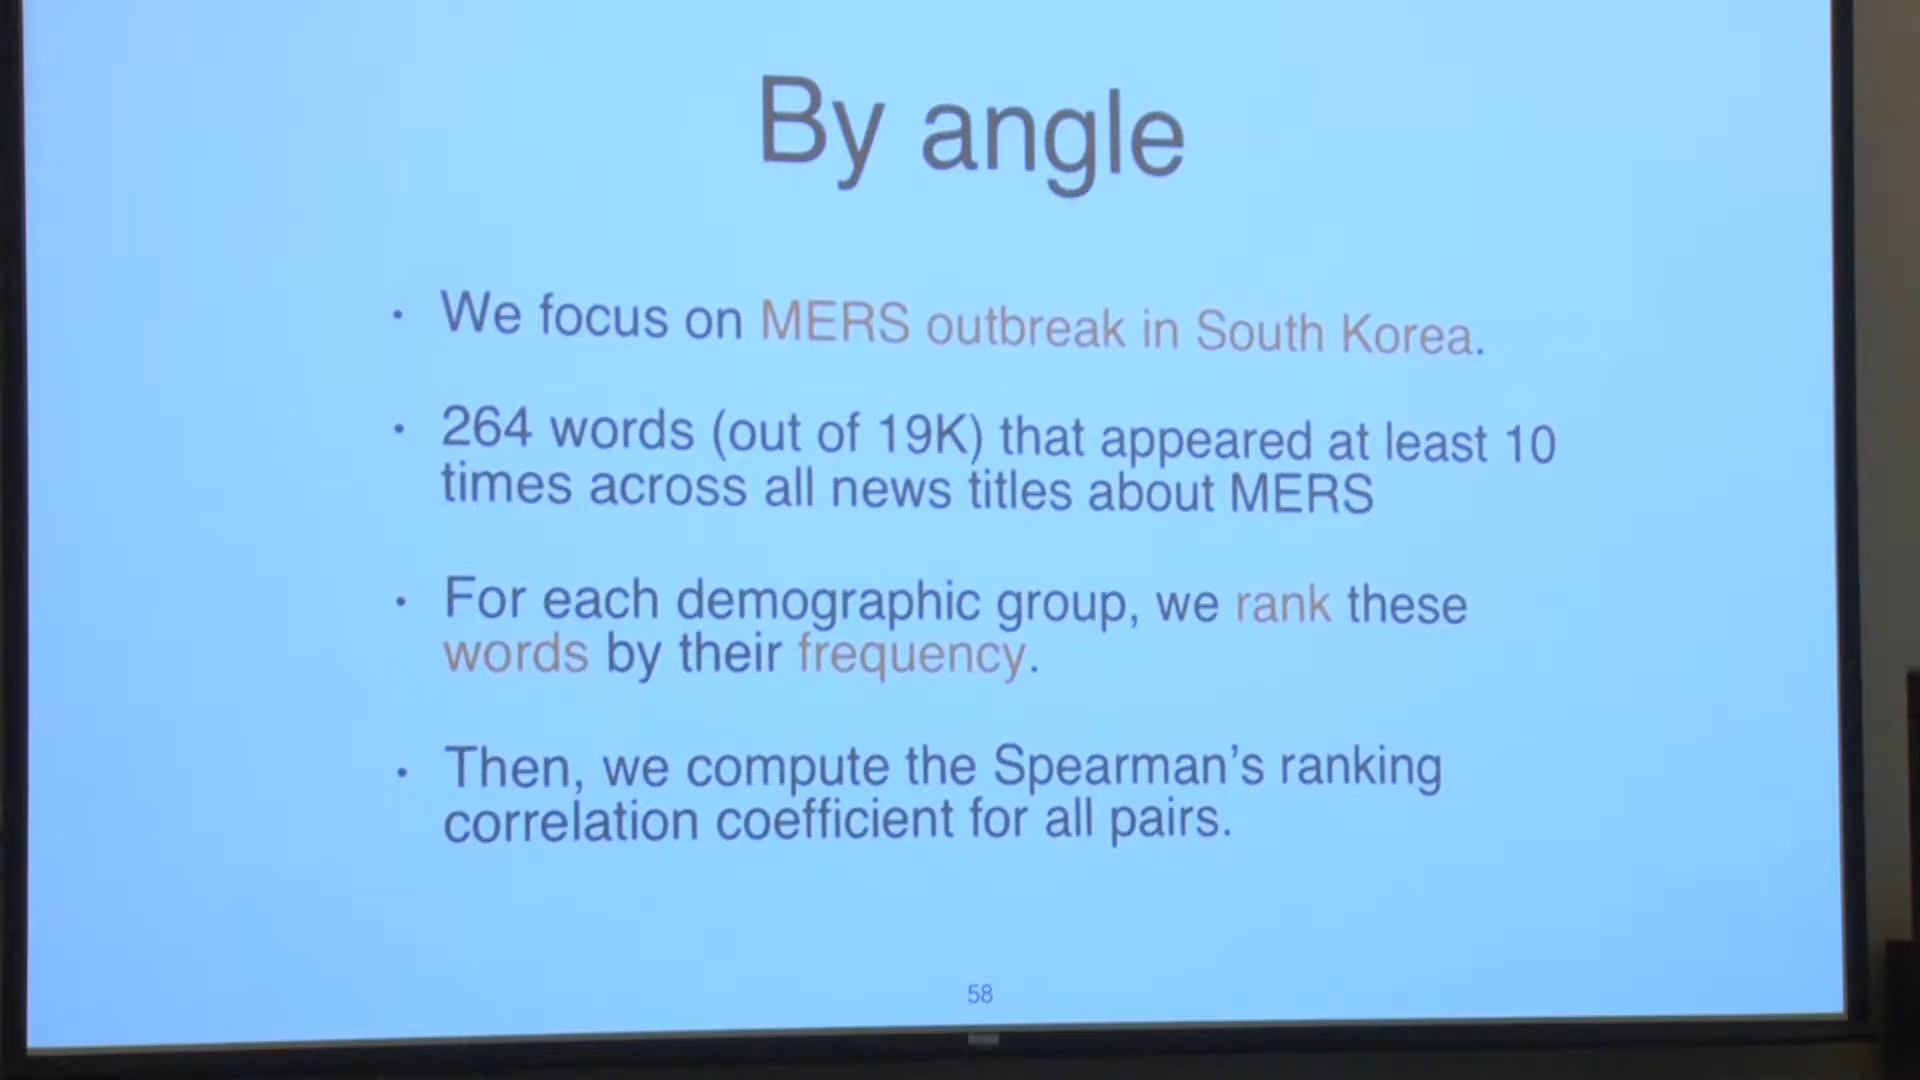 By angle
· We focus on MERS outbreak in South Korea.
· 264 words (out of 19K) that appeared at least 10
times across all news titles about MERS
· For each demographic group, we rank these
words by their frequency.
· Then, we compute the Spearman's ranking
correlation coefficient for all pairs.
58